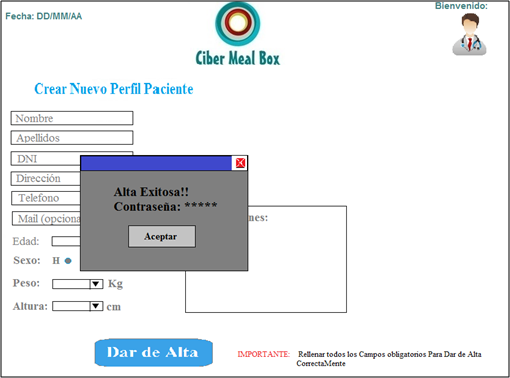 Fecha: DD/MM/AA
Bienvenido:
Ciber Meal Box
Crear Nuevo Perfil Paciente
Nombre
Apellidos
DNI
Dirección
Telefono
Mail (opciona
nes:
Alta Exitosa!!
Contraseña: *****
Aceptar
Edad:
Sexo: H
Peso: Kg
Altura: cm
Dar de Alta
IMPORTANTE: Rellenar todos los Campos obligatorios Para Dar de Alta
CorrectaMente